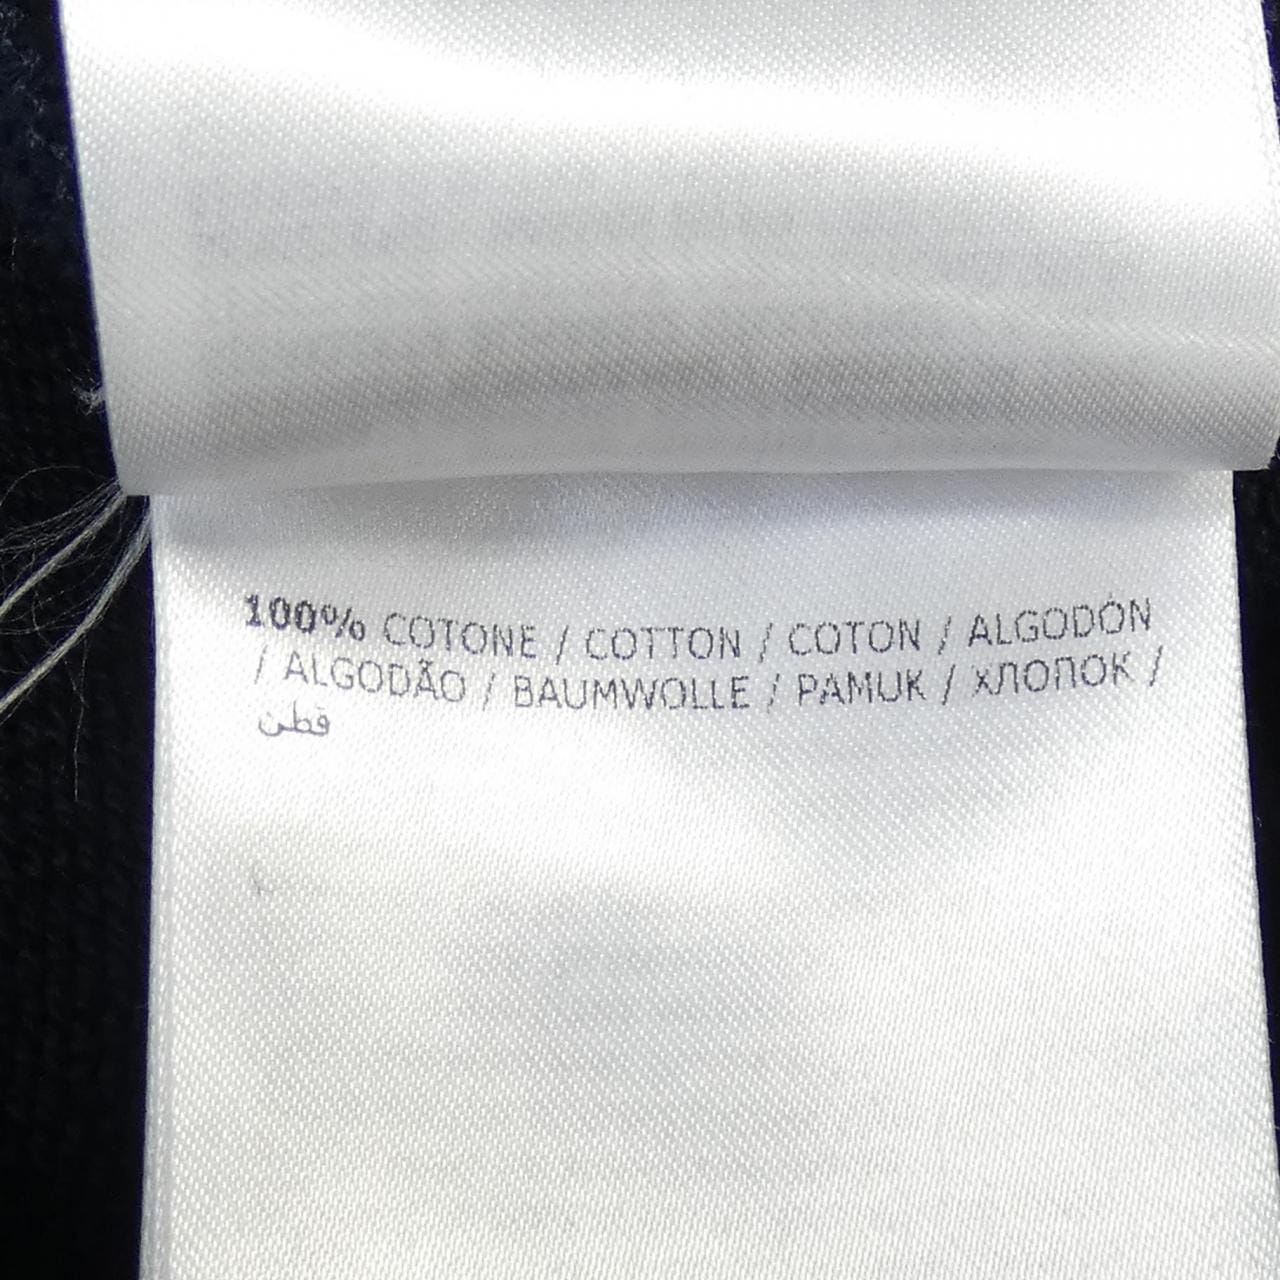 100% COTONE / COTTON / COTON / ALGODÓN
/ ALGODÃO / BAUMWOLLE / PAMUK / ХЛОПОК /
قطن